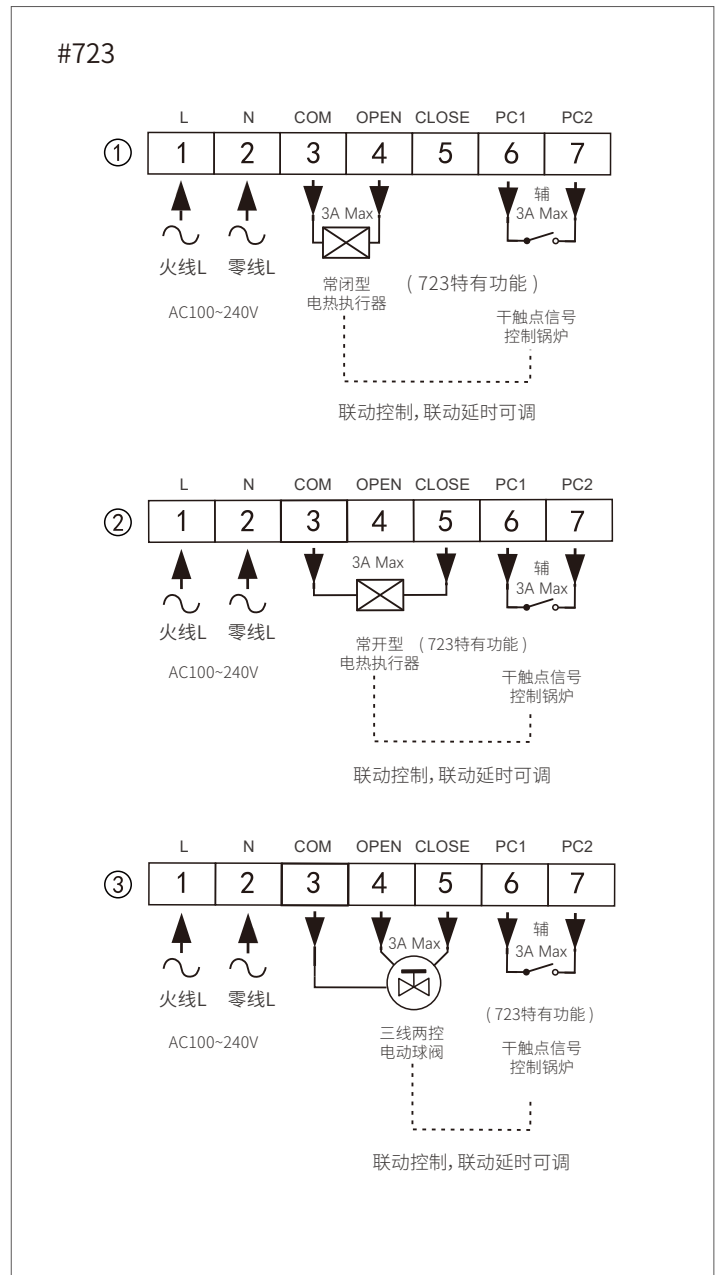 #723
L N COM OPEN CLOSE PC1 PC2
① 1 2 3 4 5 6 7
辅
3A Max 3A Max
火线L 零线L
常闭型 ( 723特有功能 )
电热执行器
AC100~240V 干触点信号
控制锅炉
联动控制，联动延时可调
L N COM OPEN CLOSE PC1 PC2
② 1 2 3 4 5 6 7
3A Max 辅
3A Max
火线L 零线L
常开型 ( 723特有功能 )
电热执行器
AC100~240V 干触点信号
控制锅炉
联动控制，联动延时可调
L N COM OPEN CLOSE PC1 PC2
③ 1 2 3 4 5 6 7
辅
3A Max 3A Max
火线L 零线L
( 723特有功能 )
三线两控
电动球阀
AC100~240V 干触点信号
控制锅炉
联动控制，联动延时可调